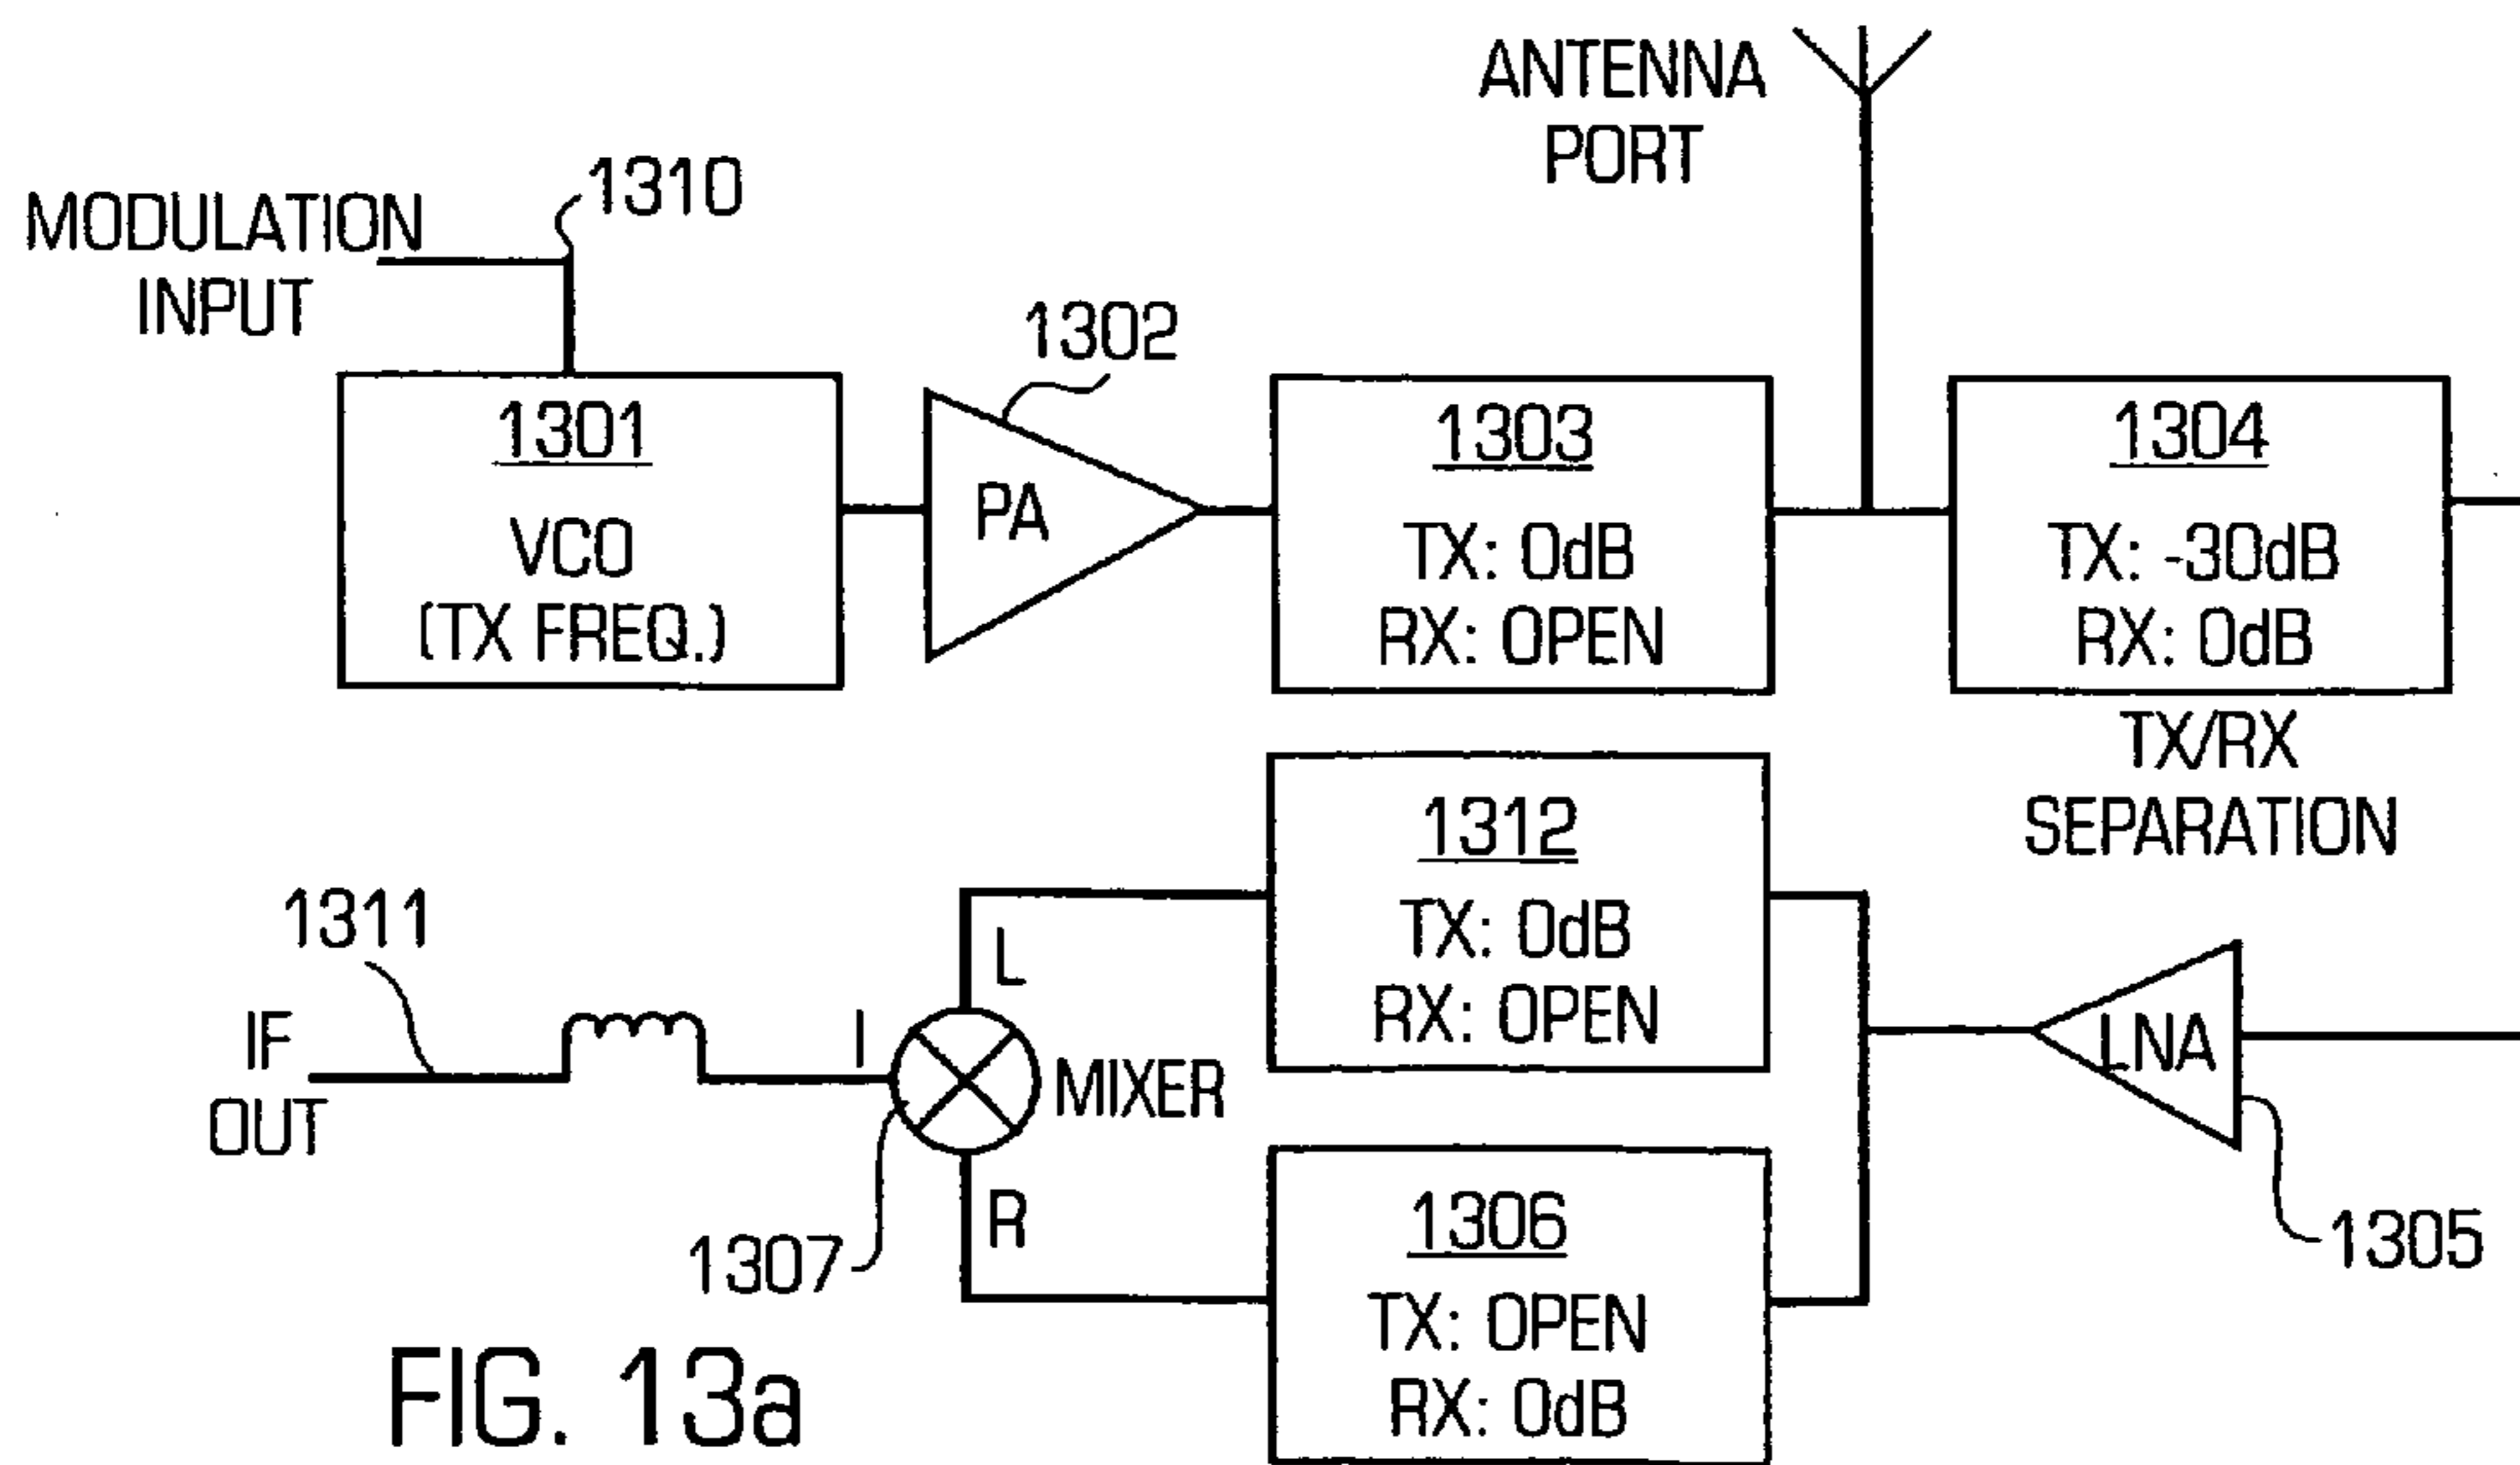 ANTENNA
PORT
1310
MODULATION
INPUT
1302
1301
VCO
(TX FREQ.)
PA
1303
TX: 0dB
RX: OPEN
1304
TX: -30dB
RX: 0dB
TX/RX
SEPARATION
1312
TX: 0dB
RX: OPEN
1311
L
IF
OUT
I
MIXER
LNA
R
1307
1306
TX: OPEN
RX: 0dB
1305
FIG. 13a